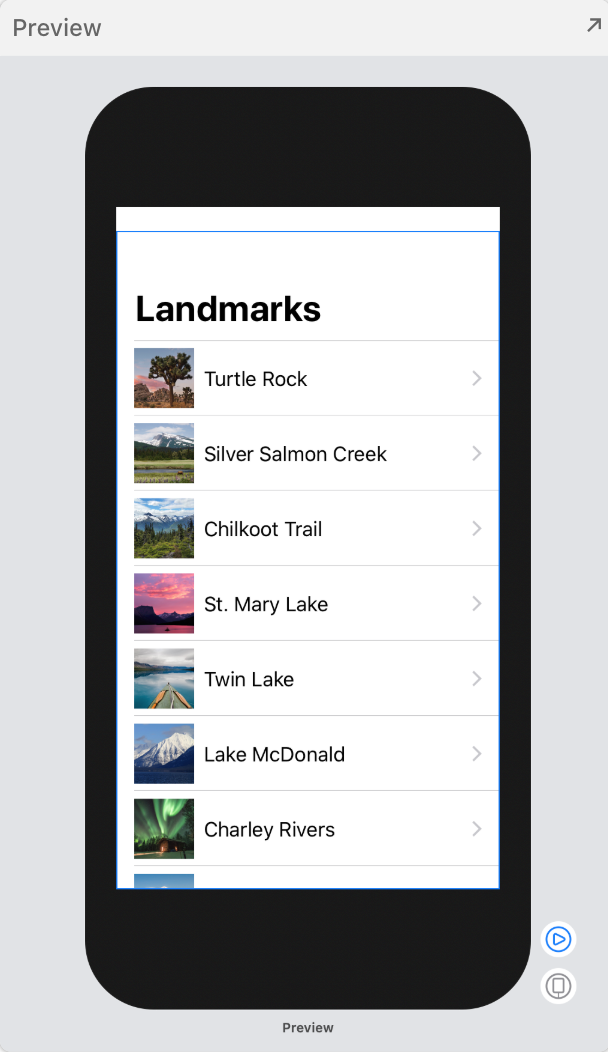 Preview
Landmarks
Turtle Rock
Silver Salmon Creek
Chilkoot Trail
St. Mary Lake
Twin Lake
Lake McDonald
Charley Rivers
Preview